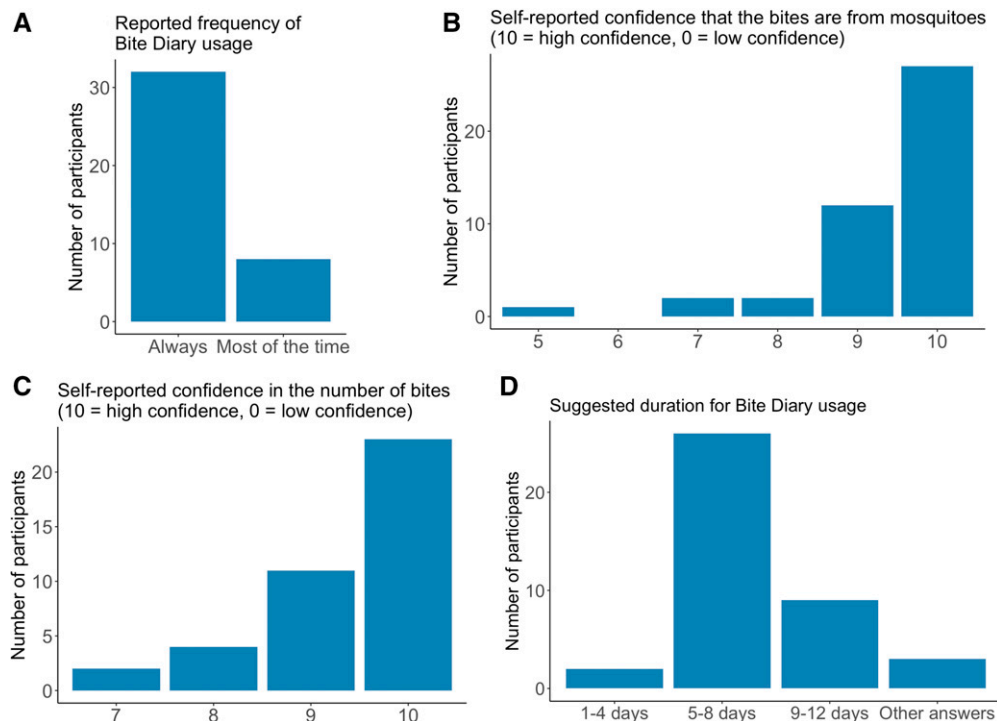 A
Reported frequency of
Bite Diary usage
Number of participants
30
20
10
0
Always Most of the time
B
Self-reported confidence that the bites are from mosquitoes
(10 = high confidence, 0 = low confidence)
Number of participants
20
10
0
5 6 7 8 9 10
C
Self-reported confidence in the number of bites
(10 = high confidence, 0 = low confidence)
Number of participants
20
15
10
5
0
7 8 9 10
D
Suggested duration for Bite Diary usage
Number of participants
20
10
0
1-4 days 5-8 days 9-12 days Other answers